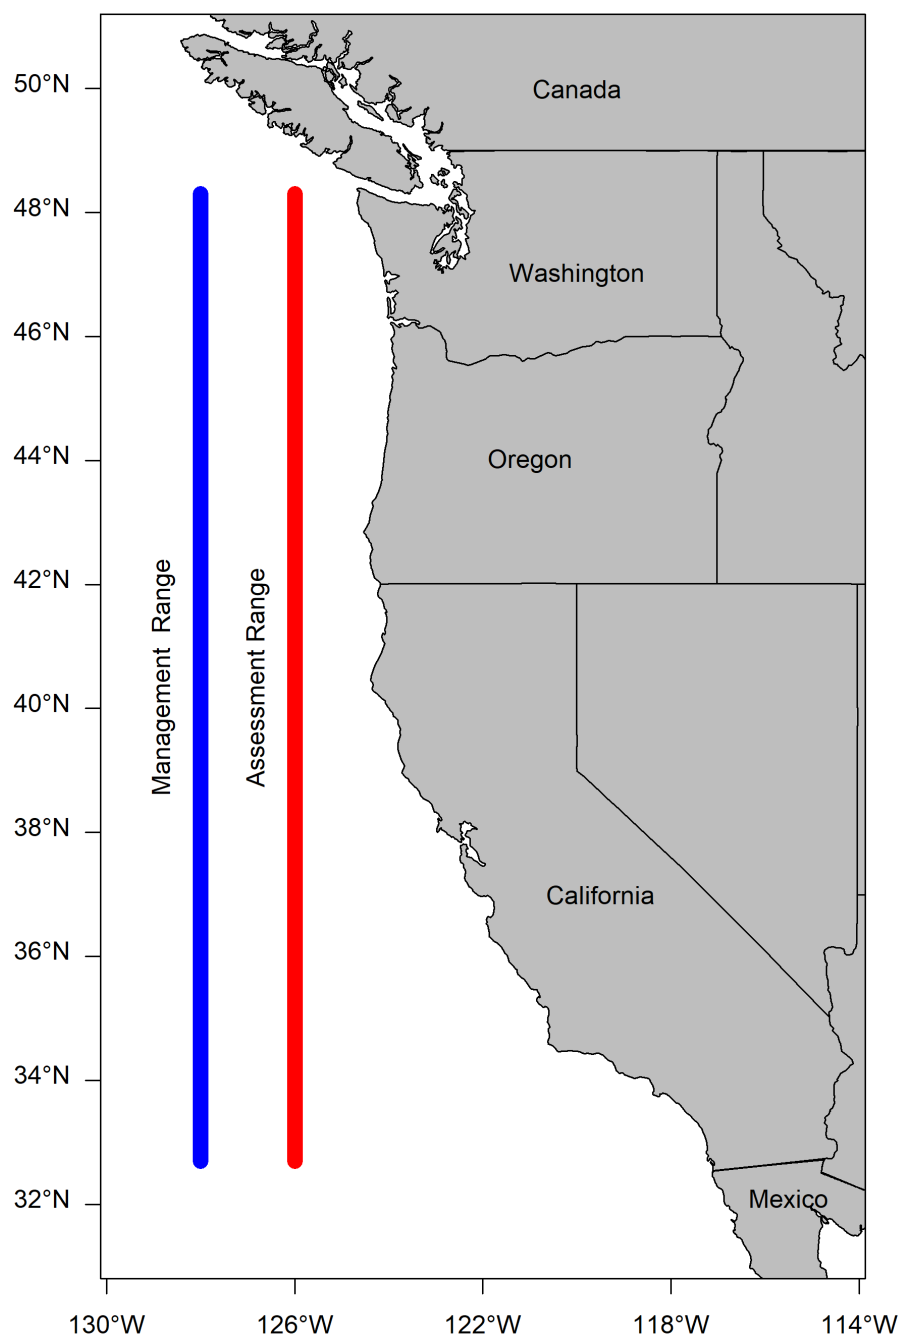 50°N
Canada
48°N
Washington
46°N
44°N
Oregon
42°N
Management  Range
Assessment Range
40°N
38°N
California
36°N
34°N
32°N
Mexico
130°W
126°W
122°W
118°W
114°W